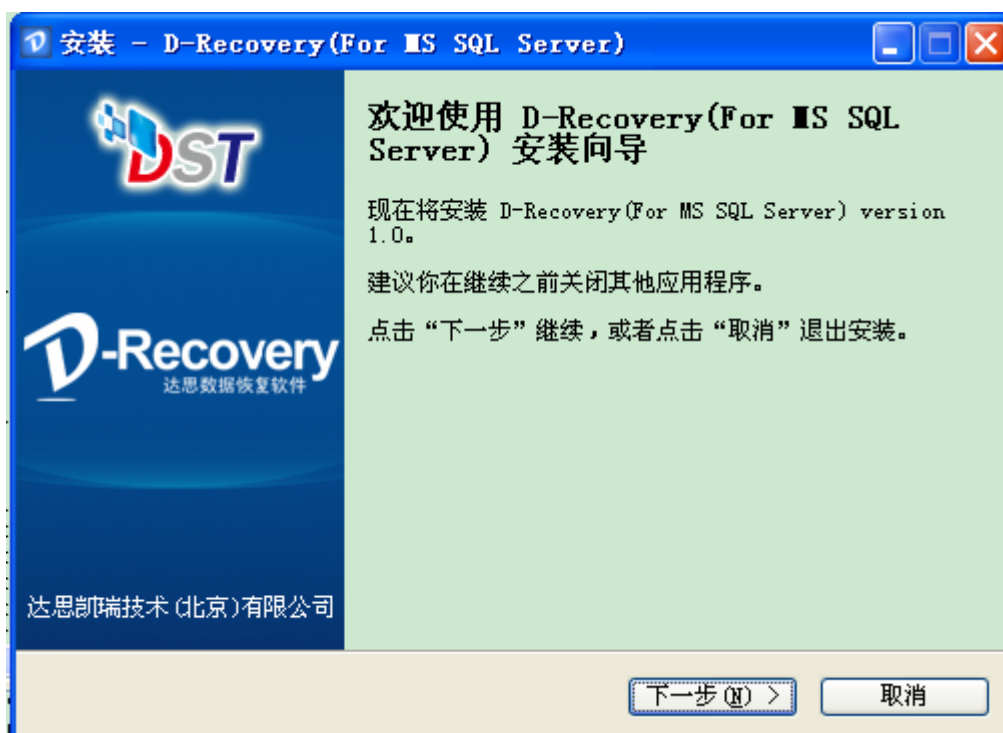 安装 - D-Recovery(For MS SQL Server)
DST
欢迎使用 D-Recovery(For MS SQL
Server) 安装向导
现在将安装 D-Recovery(For MS SQL Server) version
1.0。
建议你在继续之前关闭其他应用程序。
点击“下一步”继续，或者点击“取消”退出安装。
D-Recovery
达思数据恢复软件
达思凯瑞技术(北京)有限公司
下一步(N) >
取消